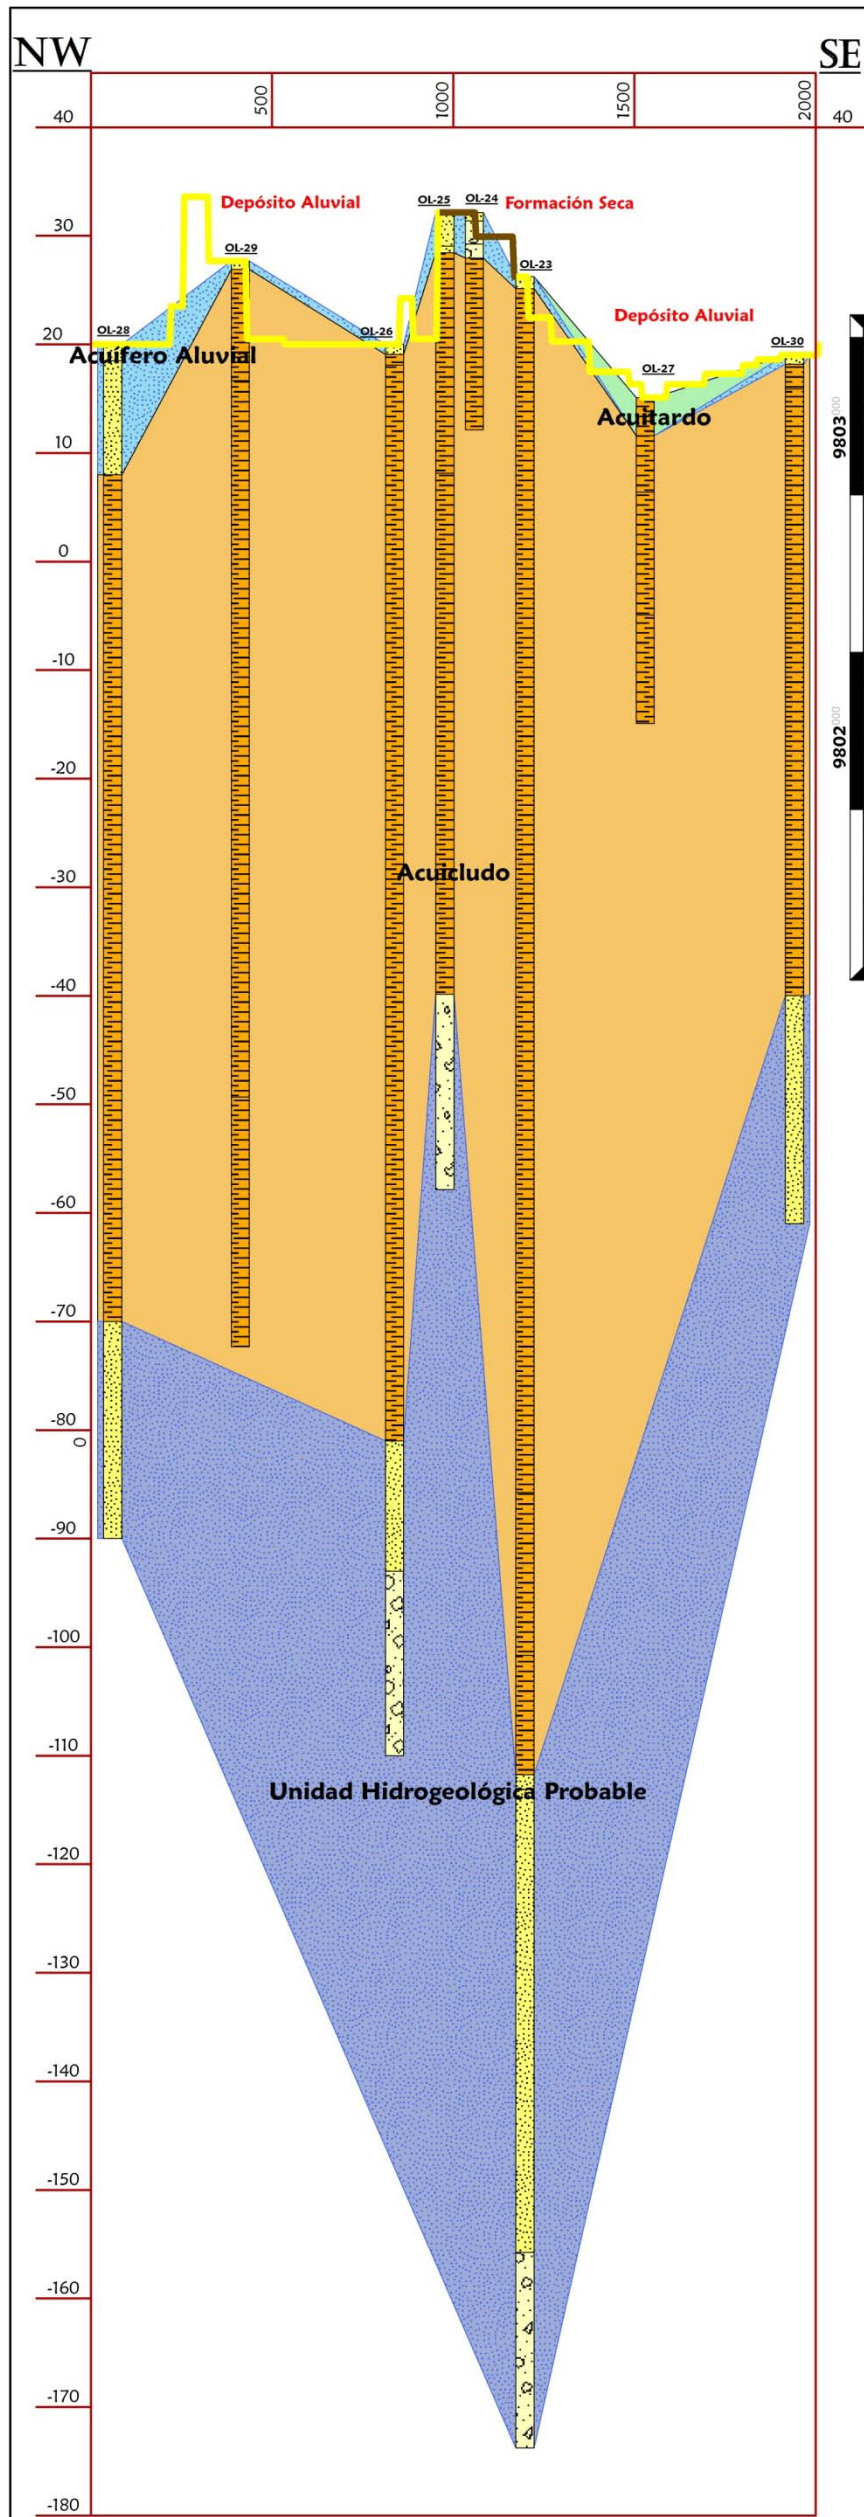 NW
SE
500
1000
1500
2000
40
40
OL-25
OL-24
Depósito Aluvial
Formación Seca
30
OL-29
OL-23
Depósito Aluvial
20
OL-28
OL-26
OL-30
Acuífero Aluvial
OL-27
Acuitardo
10
9803000
0
-10
9802000
-20
Acuicludo
-30
-40
-50
-60
-70
-80
0
-90
-100
-110
Unidad Hidrogeológica Probable
-120
-130
-140
-150
-160
-170
-180